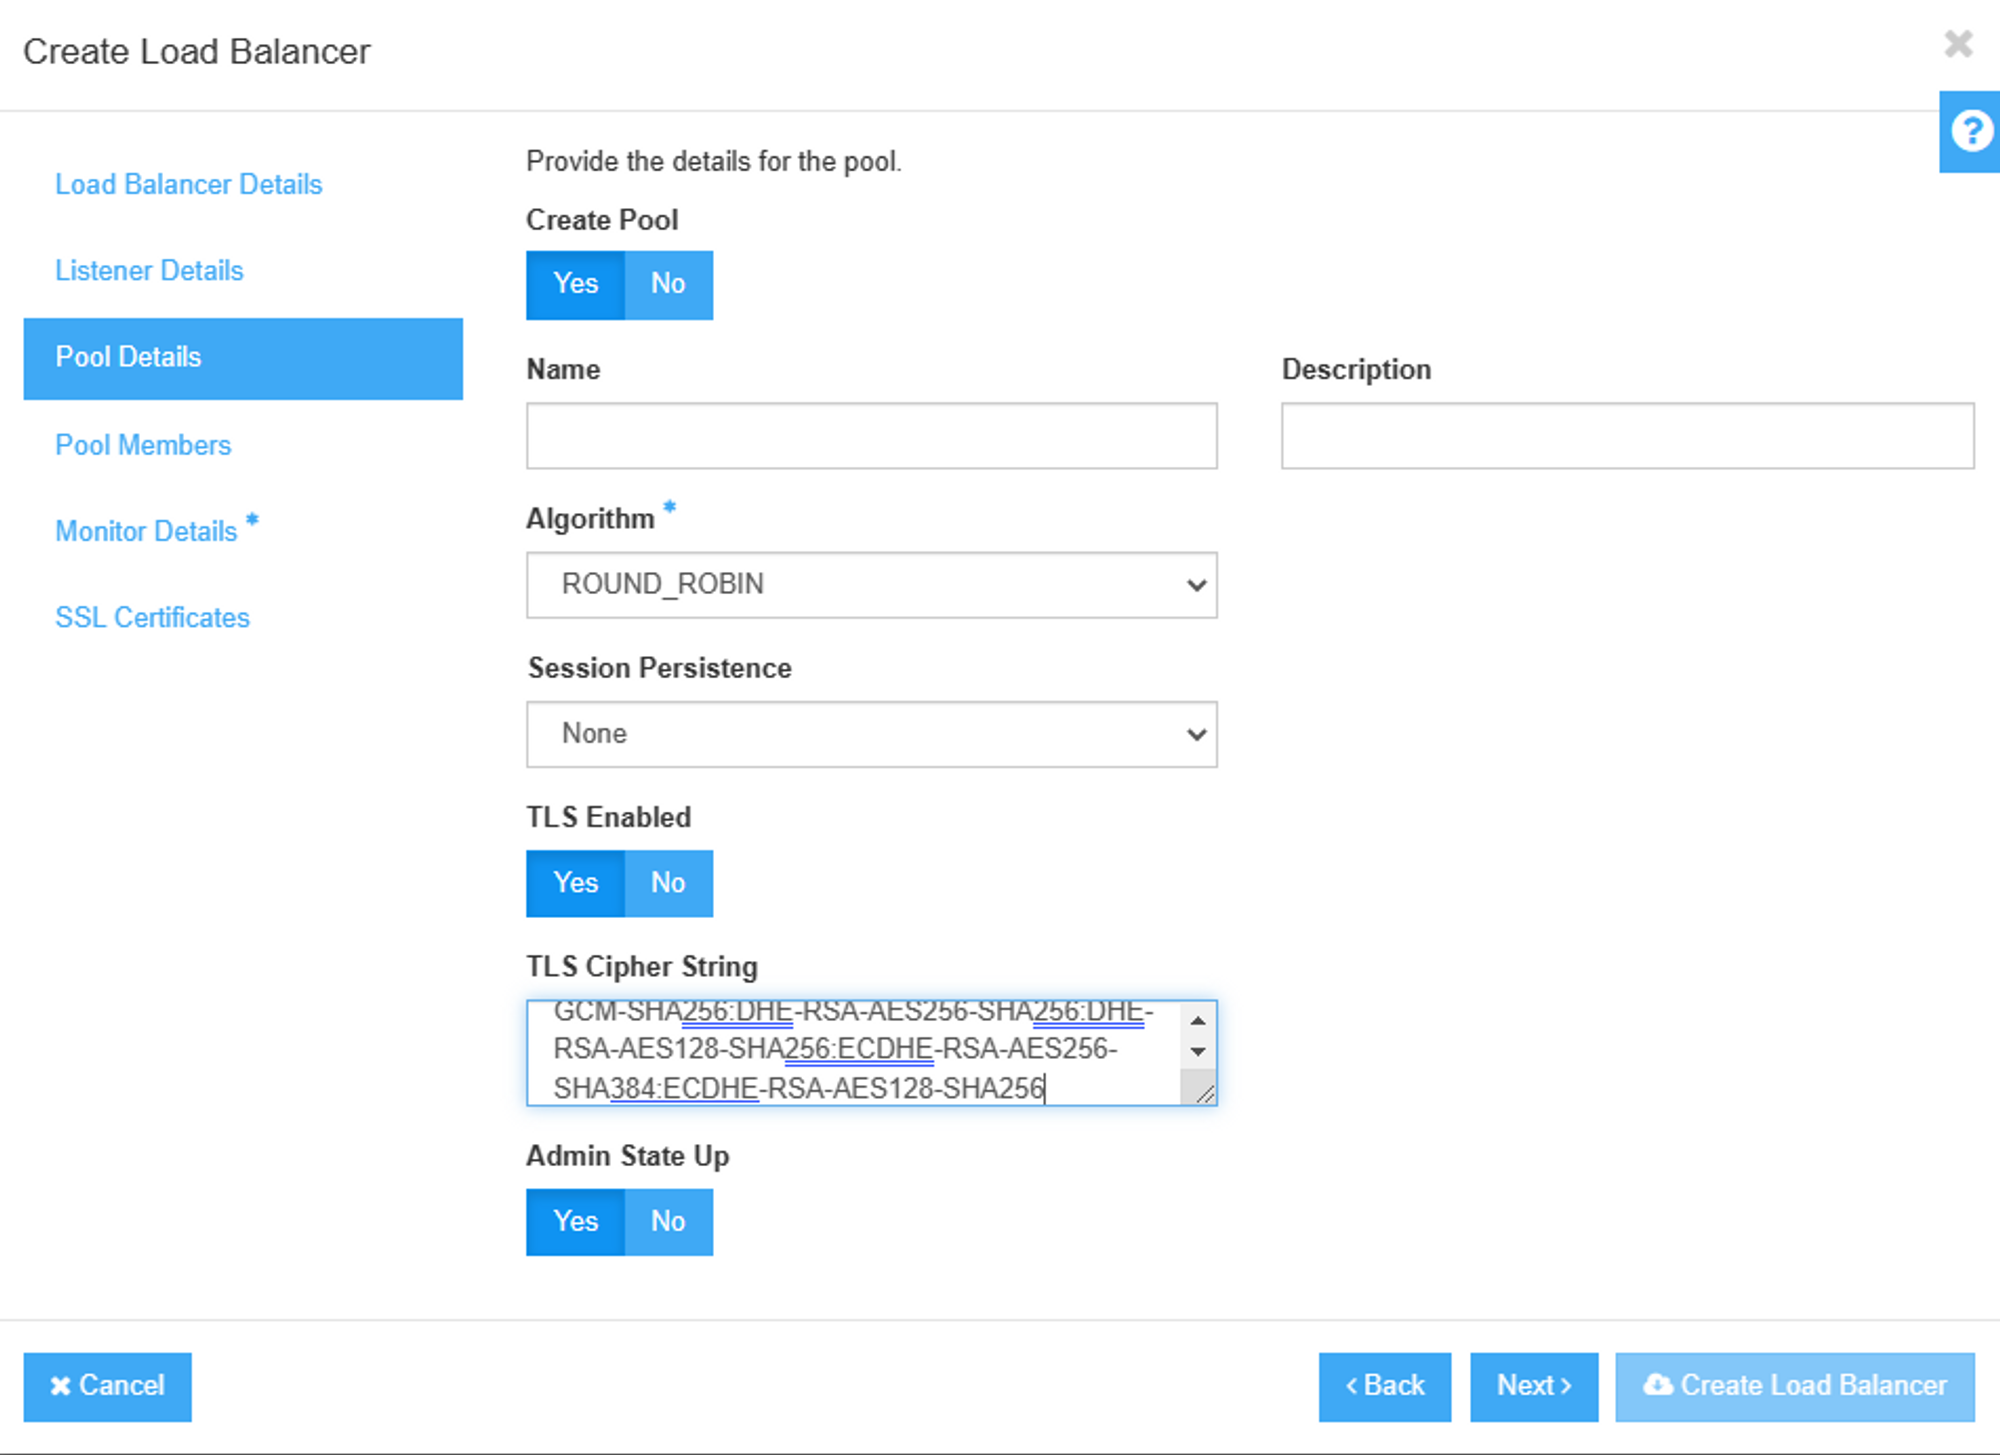 Create Load Balancer
Load Balancer Details
Listener Details
Pool Details
Pool Members
Monitor Details *
SSL Certificates
Provide the details for the pool.
Create Pool
Yes No
Name Description
Algorithm *
ROUND_ROBIN
Session Persistence
None
TLS Enabled
Yes No
TLS Cipher String
GCM-SHA256:DHE-RSA-AES256-SHA256:DHE-
RSA-AES128-SHA256:ECDHE-RSA-AES256-
SHA384:ECDHE-RSA-AES128-SHA256
Admin State Up
Yes No
Cancel
Back Next Create Load Balancer